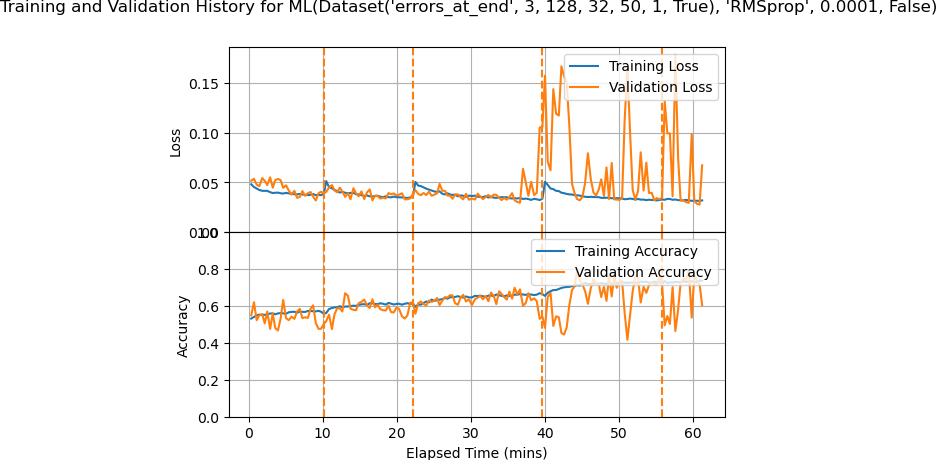 Training and Validation History for ML(Dataset('errors_at_end', 3, 128, 32, 50, 1, True), 'RMSprop', 0.0001, False)
Training Loss
Validation Loss
0.15
0.10
0.05
0.00
Loss
Training Accuracy
Validation Accuracy
1.0
0.8
0.6
0.4
0.2
0.0
Accuracy
0 10 20 30 40 50 60
Elapsed Time (mins)